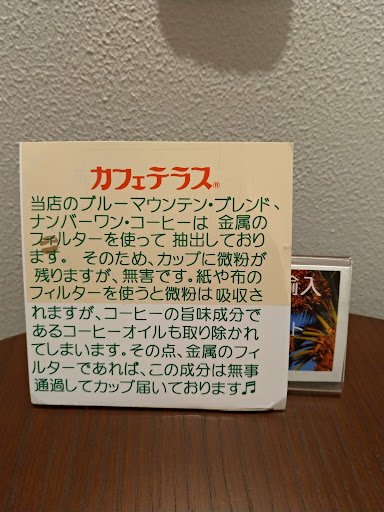 カフェテラス®
当店のブルーマウンテン・ブレンド、
ナンバーワン・コーヒーは 金属の
フィルターを使って 抽出しており
ます。 そのため、カップに微粉が
残りますが、無害です。紙や布の
フィルターを使うと微粉は吸収さ
れますが、コーヒーの旨味成分で
あるコーヒーオイルも取り除かれ
てしまいます。その点、金属のフィ
ルターであれば、この成分は無事
通過してカップ届いております♫
輸入
ト